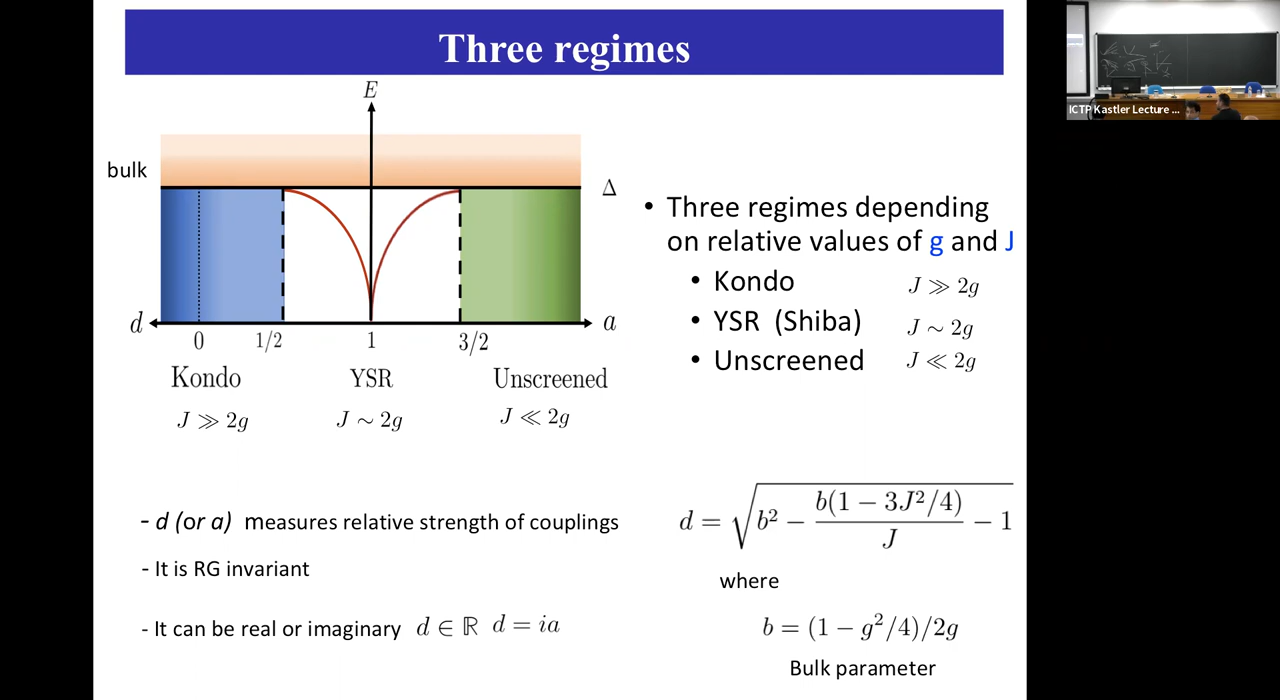 Three regimes
E
bulk
Δ
d
a
0
1/2
1
3/2
Kondo
YSR
Unscreened
J ≫ 2g
J ∼ 2g
J ≪ 2g
• Three regimes depending
on relative values of g and J
• Kondo J ≫ 2g
• YSR (Shiba) J ∼ 2g
• Unscreened J ≪ 2g
- d (or a) measures relative strength of couplings
- It is RG invariant
- It can be real or imaginary d ∈ ℝ d = ia
d = √(b² − b(1 − 3J²/4)/J − 1)
where
b = (1 − g²/4)/2g
Bulk parameter
ICTP Kastler Lecture ...